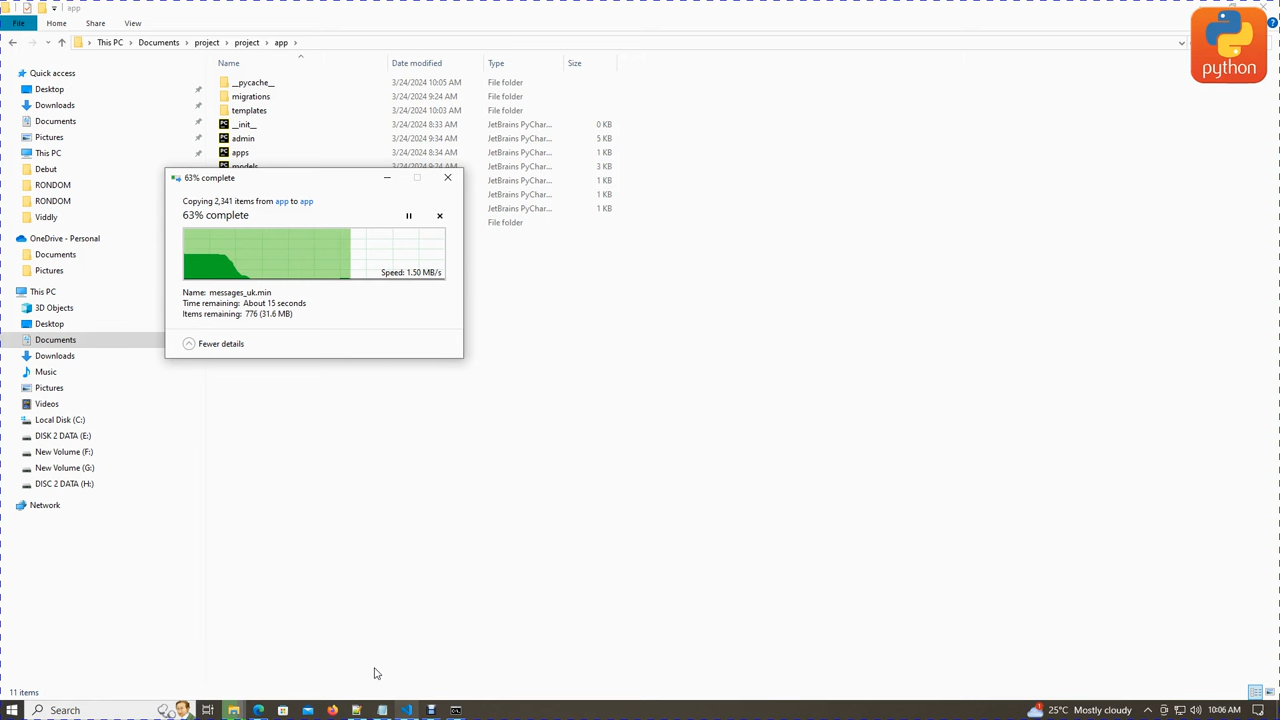 app
File
Home
Share
View
This PC
Documents
project
project
app
Name
Date modified
Type
Size
Quick access
Desktop
Downloads
Documents
Pictures
This PC
Debut
RONDOM
RONDOM
Viddly
OneDrive - Personal
Documents
Pictures
This PC
3D Objects
Desktop
Documents
Downloads
Music
Pictures
Videos
Local Disk (C:)
DISK 2 DATA (E:)
New Volume (F:)
New Volume (G:)
DISC 2 DATA (H:)
Network
__pycache__ 3/24/2024 10:05 AM File folder
migrations 3/24/2024 9:24 AM File folder
templates 3/24/2024 10:03 AM File folder
__init__ 3/24/2024 8:33 AM JetBrains PyChar... 0 KB
admin 3/24/2024 9:34 AM JetBrains PyChar... 5 KB
apps 3/24/2024 8:34 AM JetBrains PyChar... 1 KB
models 3/24/2024 9:24 AM JetBrains PyChar... 3 KB
JetBrains PyChar... 1 KB
JetBrains PyChar... 1 KB
JetBrains PyChar... 1 KB
File folder
63% complete
Copying 2,341 items from app to app
63% complete
Speed: 1.50 MB/s
Name: messages_uk.min
Time remaining: About 15 seconds
Items remaining: 776 (31.6 MB)
Fewer details
python
11 items
Search
25°C Mostly cloudy
10:06 AM